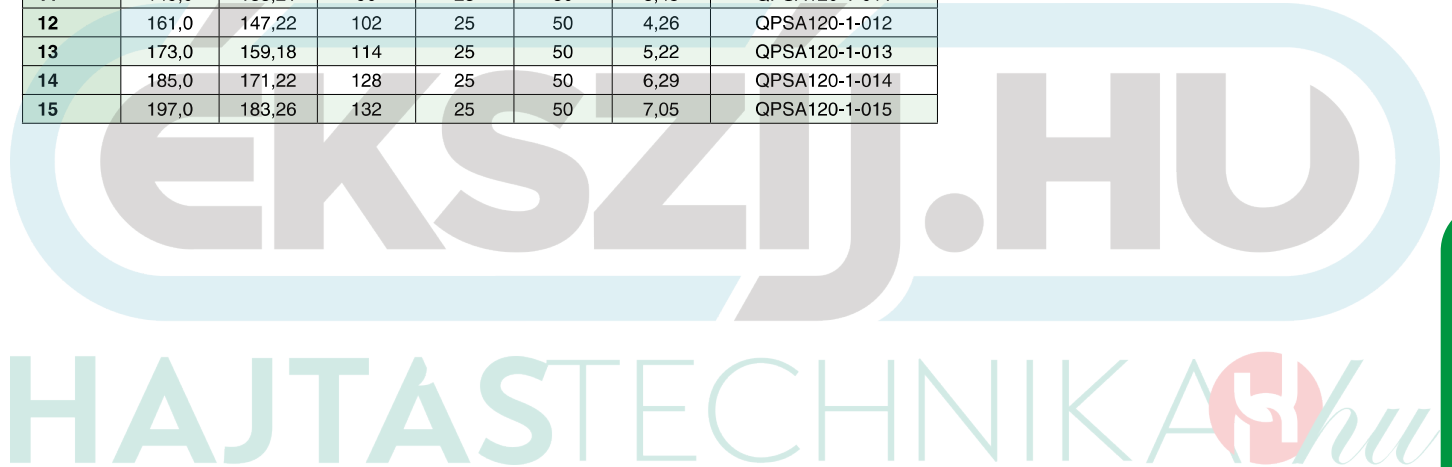 12 161,0 147,22 102 25 50 4,26 QPSA120-1-012
13 173,0 159,18 114 25 50 5,22 QPSA120-1-013
14 185,0 171,22 128 25 50 6,29 QPSA120-1-014
15 197,0 183,26 132 25 50 7,05 QPSA120-1-015
ÉKSZÍJ.HU
HAJTÁSTECHNIKA hu